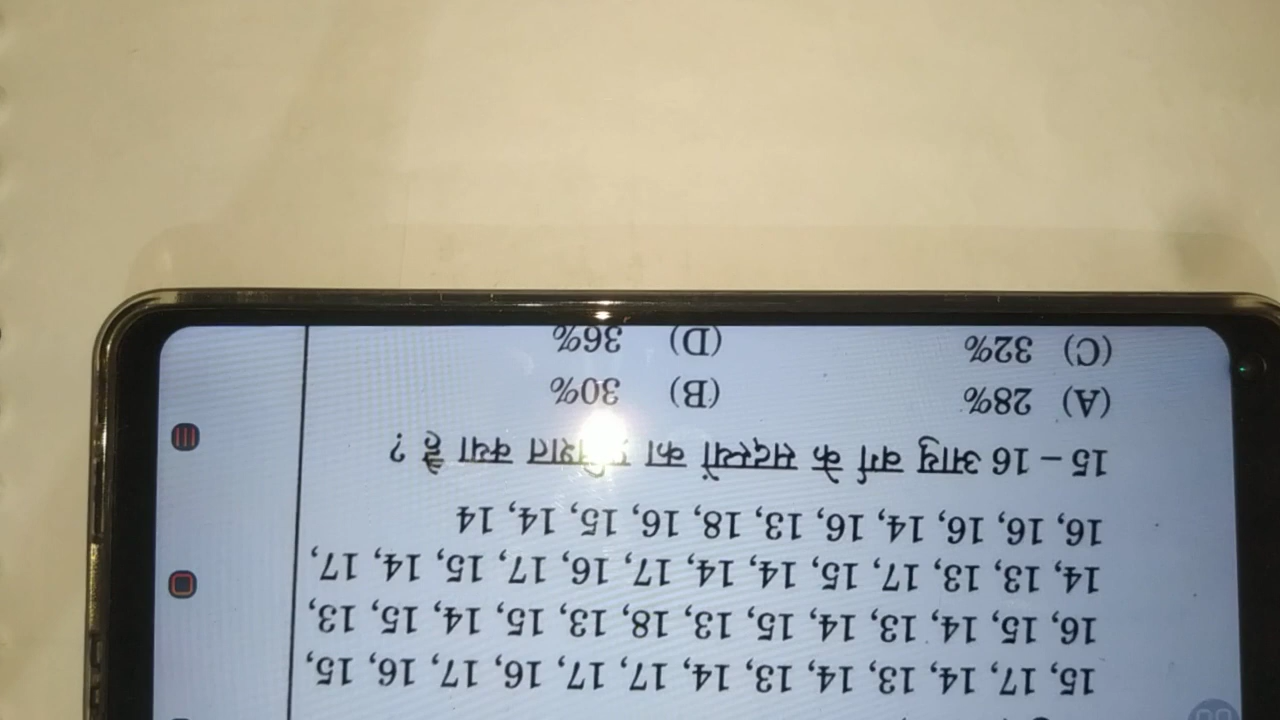 15, 17, 14, 13, 14, 13, 14, 17, 17, 16, 17, 16, 15,
16, 15, 14, 13, 14, 15, 13, 18, 13, 15, 14, 15, 13,
14, 13, 13, 17, 15, 14, 14, 17, 16, 17, 15, 14, 17,
16, 16, 16, 14, 16, 13, 18, 16, 15, 14, 14
15 – 16 आयु वर्ग के सदस्यों का प्रतिशत क्या है ?
(A) 28% (B) 30%
(C) 32% (D) 36%